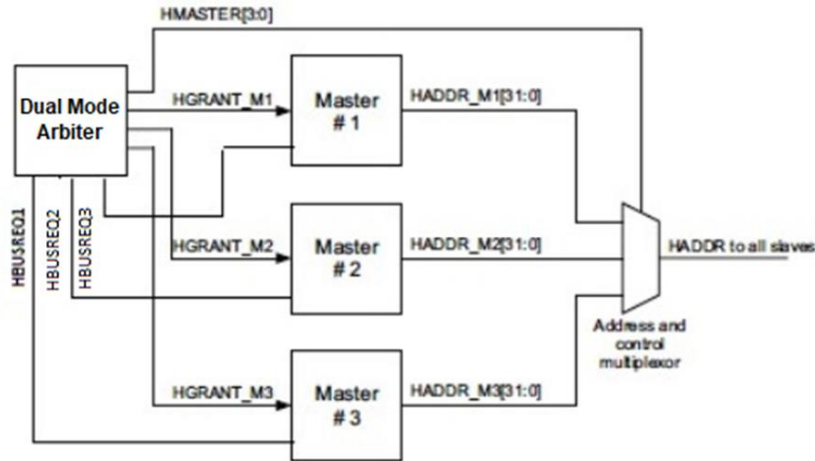 HMASTER[3:0]
Dual Mode
Arbiter
HGRANT_M1
Master
# 1
HADDR_M1[31:0]
HBUSREQ1
HBUSREQ2
HBUSREQ3
HGRANT_M2
Master
# 2
HADDR_M2[31:0]
HADDR to all slaves
Address and
control
multiplexor
HGRANT_M3
Master
# 3
HADDR_M3[31:0]